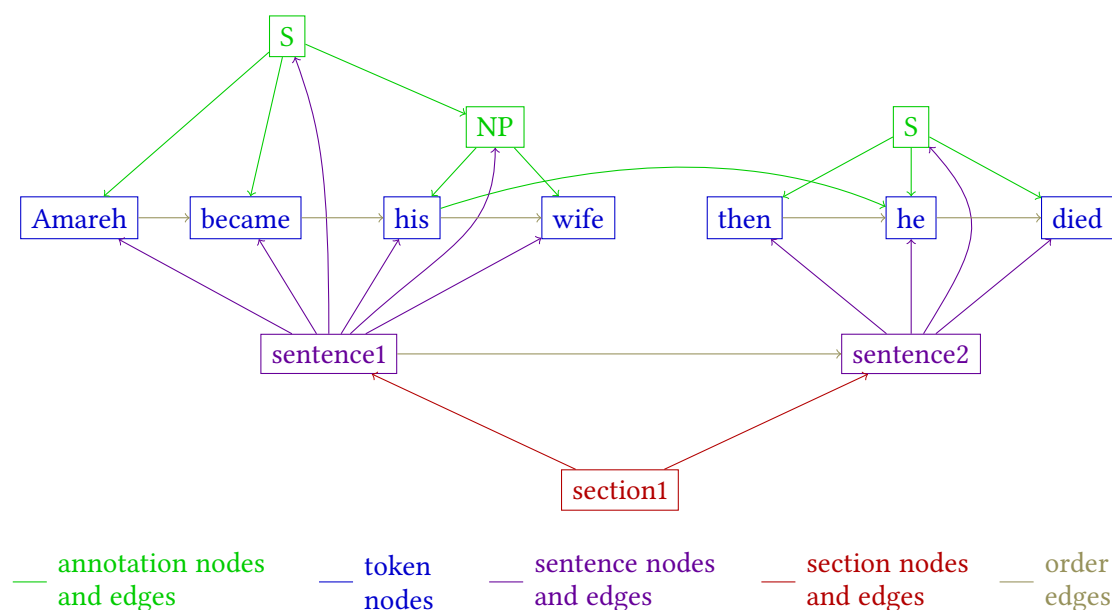 S
NP
S
Amareh became his wife then he died
sentence1 sentence2
section1
annotation nodes and edges
token nodes
sentence nodes and edges
section nodes and edges
order edges